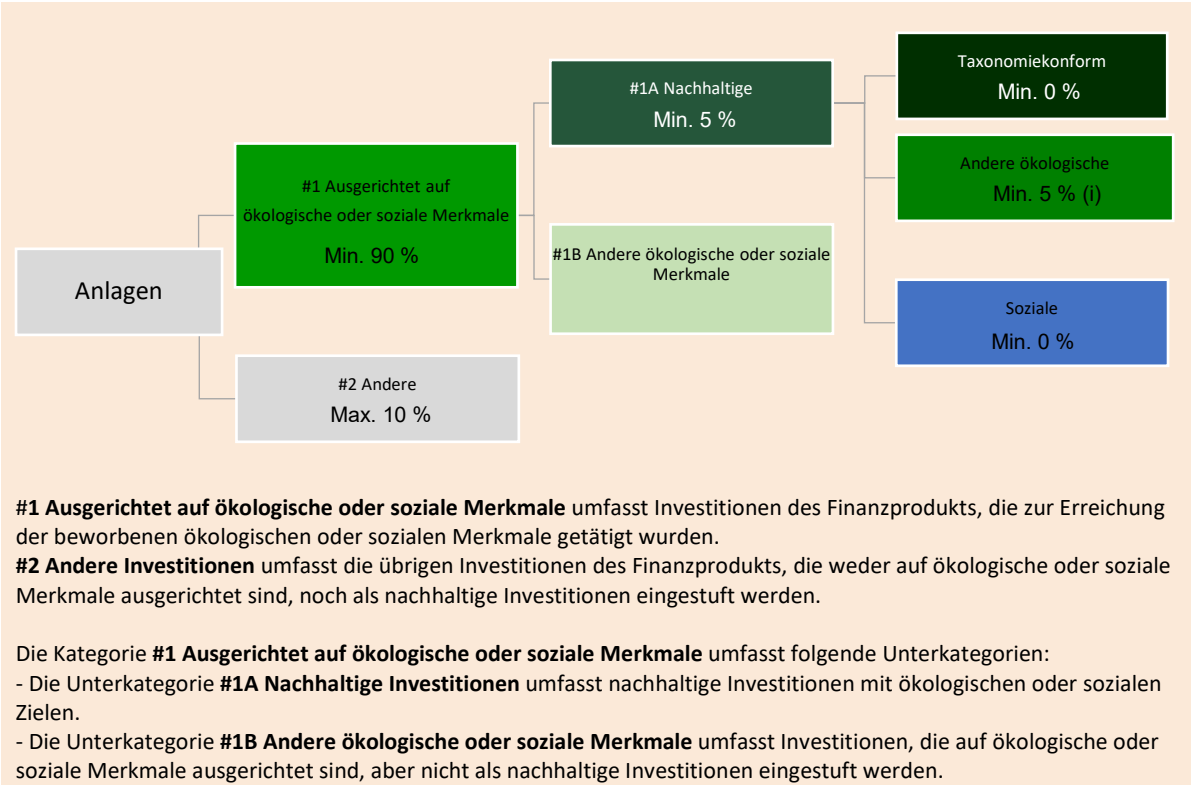 Anlagen
#1 Ausgerichtet auf
ökologische oder soziale Merkmale
Min. 90 %
#2 Andere
Max. 10 %
#1A Nachhaltige
Min. 5 %
#1B Andere ökologische oder soziale
Merkmale
Taxonomiekonform
Min. 0 %
Andere ökologische
Min. 5 % (i)
Soziale
Min. 0 %
#1 Ausgerichtet auf ökologische oder soziale Merkmale umfasst Investitionen des Finanzprodukts, die zur Erreichung
der beworbenen ökologischen oder sozialen Merkmale getätigt wurden.
#2 Andere Investitionen umfasst die übrigen Investitionen des Finanzprodukts, die weder auf ökologische oder soziale
Merkmale ausgerichtet sind, noch als nachhaltige Investitionen eingestuft werden.
Die Kategorie #1 Ausgerichtet auf ökologische oder soziale Merkmale umfasst folgende Unterkategorien:
- Die Unterkategorie #1A Nachhaltige Investitionen umfasst nachhaltige Investitionen mit ökologischen oder sozialen
Zielen.
- Die Unterkategorie #1B Andere ökologische oder soziale Merkmale umfasst Investitionen, die auf ökologische oder
soziale Merkmale ausgerichtet sind, aber nicht als nachhaltige Investitionen eingestuft werden.